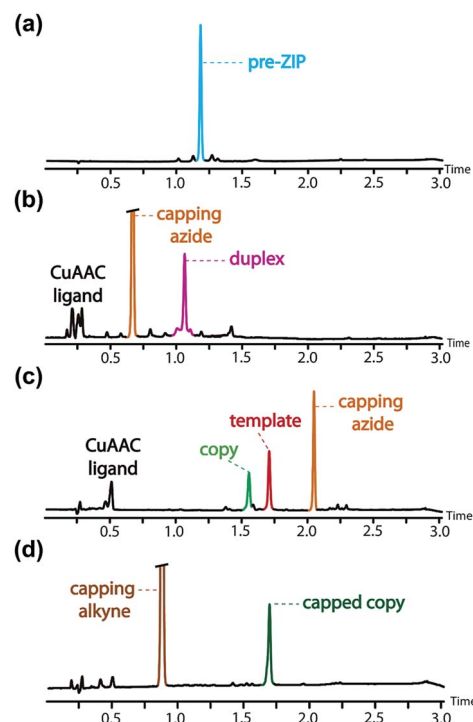 (a)
pre-ZIP
Time
0.5 1.0 1.5 2.0 2.5 3.0
(b)
capping
azide
duplex
CuAAC
ligand
Time
0.5 1.0 1.5 2.0 2.5 3.0
(c)
capping
azide
template
copy
CuAAC
ligand
Time
0.5 1.0 1.5 2.0 2.5 3.0
(d)
capping
alkyne
capped copy
Time
0.5 1.0 1.5 2.0 2.5 3.0